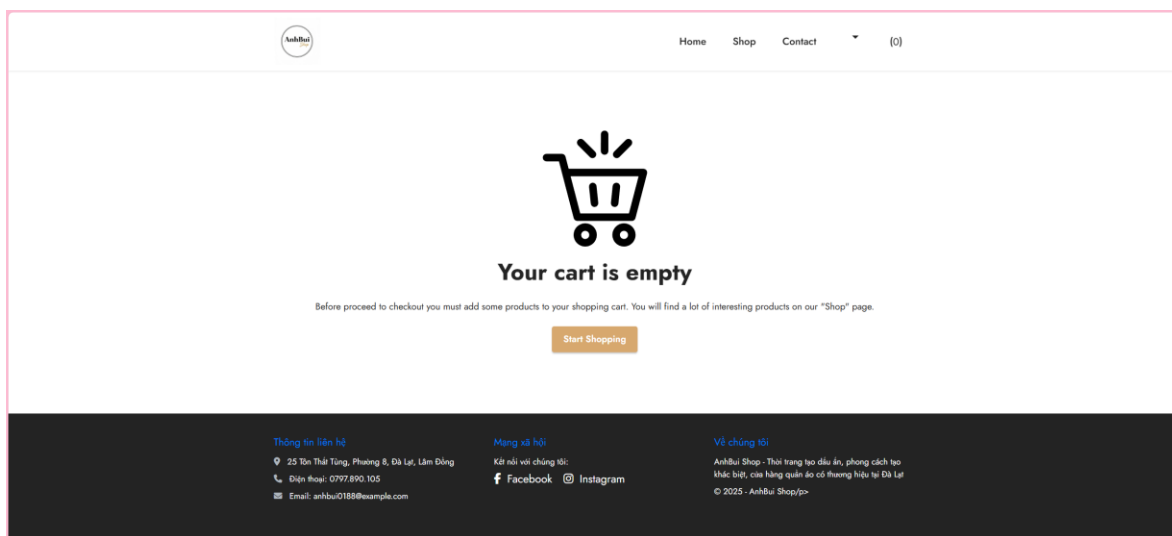 AnhBui
Shop
Home Shop Contact (0)
Your cart is empty
Before proceed to checkout you must add some products to your shopping cart. You will find a lot of interesting products on our "Shop" page.
Start Shopping
Thông tin liên hệ
25 Tôn Thất Tùng, Phường 8, Đà Lạt, Lâm Đồng
Điện thoại: 0797.890.105
Email: anhbui0188@example.com
Mạng xã hội
Kết nối với chúng tôi:
Facebook Instagram
Về chúng tôi
AnhBui Shop - Thời trang tạo dấu ấn, phong cách tạo
khác biệt, cửa hàng quần áo có thương hiệu tại Đà Lạt
© 2025 - AnhBui Shop/p>